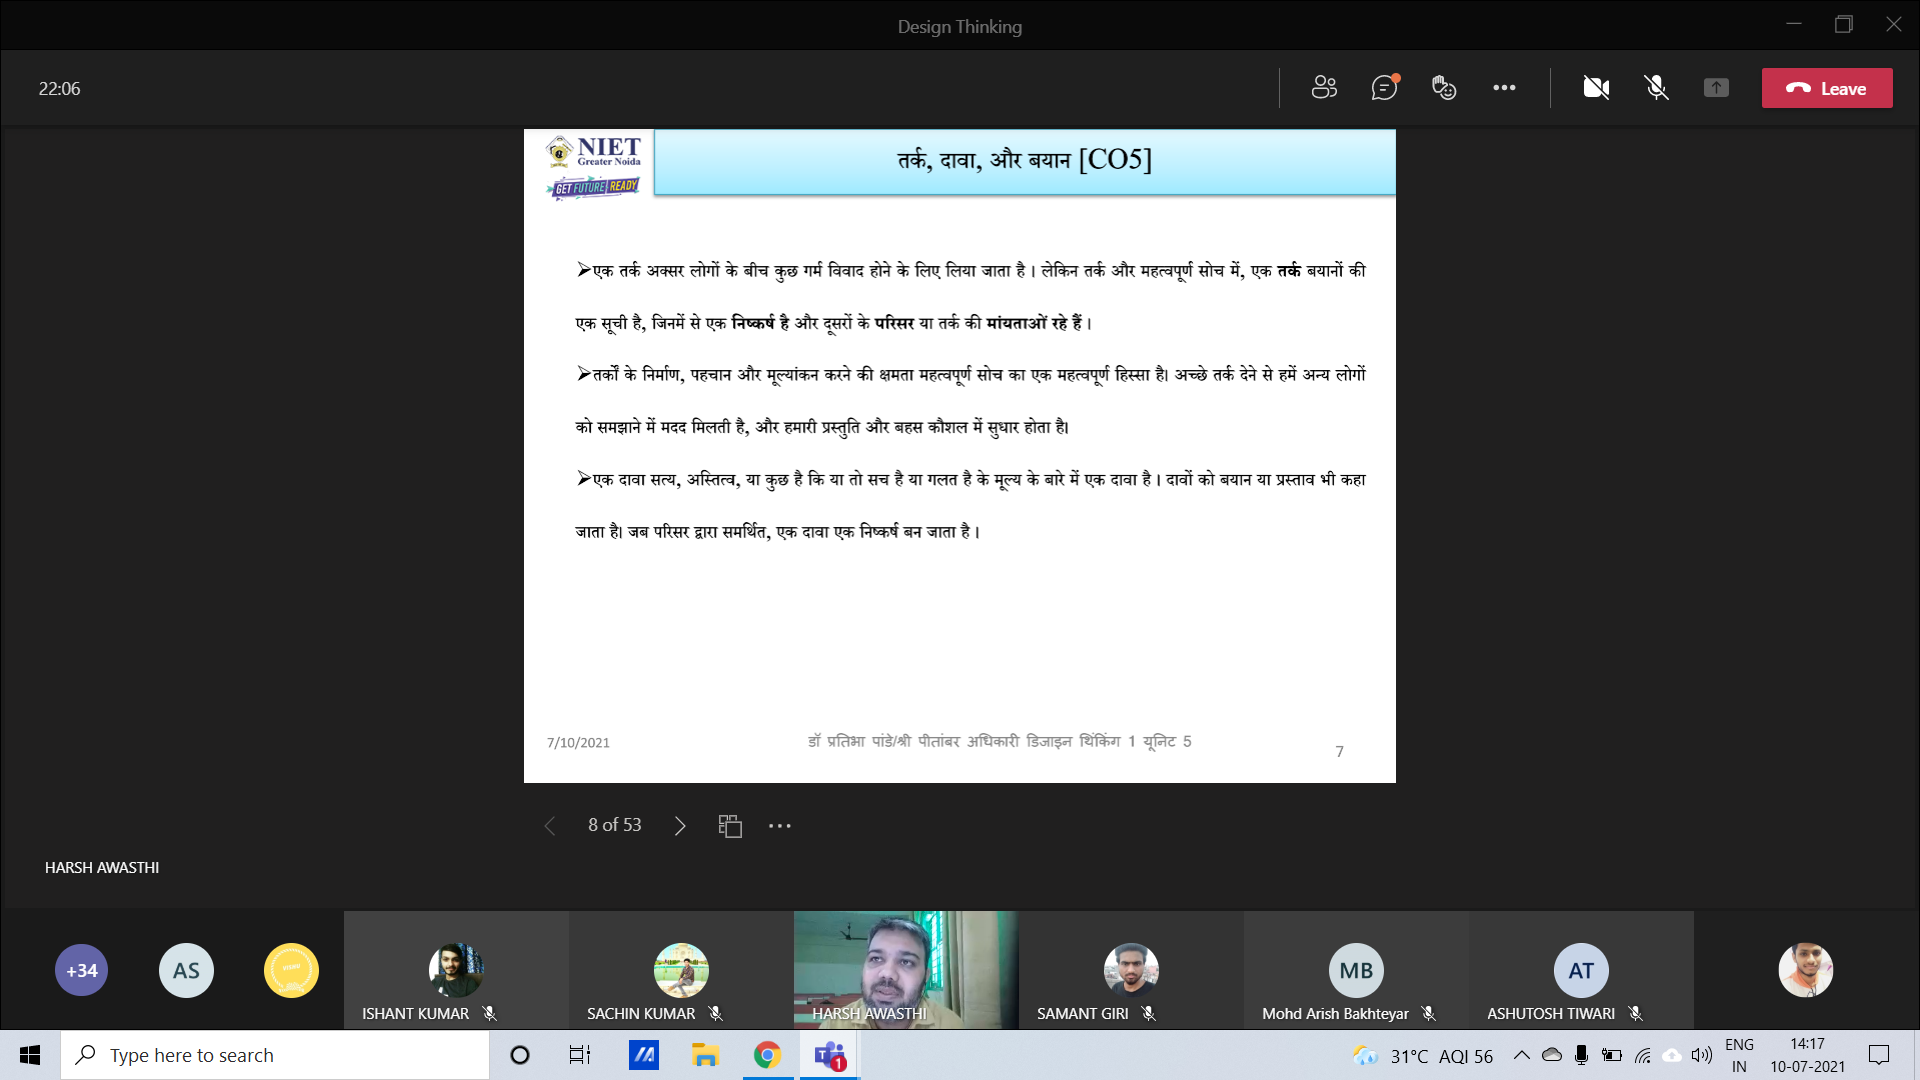 Design Thinking
22:06
Leave
NIET
Greater Noida
GET FUTURE READY
तर्क, दावा, और बयान [CO5]
➢एक तर्क अक्सर लोगों के बीच कुछ गर्म विवाद होने के लिए लिया जाता है । लेकिन तर्क और महत्वपूर्ण सोच में, एक तर्क बयानों की
एक सूची है, जिनमें से एक निष्कर्ष है और दूसरों के परिसर या तर्क की मांयताओं रहे हैं ।
➢तर्कों के निर्माण, पहचान और मूल्यांकन करने की क्षमता महत्वपूर्ण सोच का एक महत्वपूर्ण हिस्सा है। अच्छे तर्क देने से हमें अन्य लोगों
को समझाने में मदद मिलती है, और हमारी प्रस्तुति और बहस कौशल में सुधार होता है।
➢एक दावा सत्य, अस्तित्व, या कुछ है कि या तो सच है या गलत है के मूल्य के बारे में एक दावा है । दावों को बयान या प्रस्ताव भी कहा
जाता है। जब परिसर द्वारा समर्थित, एक दावा एक निष्कर्ष बन जाता है ।
7/10/2021
डॉ प्रतिभा पांडे/श्री पीतांबर अधिकारी डिजाइन थिंकिंग 1 यूनिट 5
7
8 of 53
HARSH AWASTHI
+34
AS
MB
AT
ISHANT KUMAR
SACHIN KUMAR
HARSH AWASTHI
SAMANT GIRI
Mohd Arish Bakhteyar
ASHUTOSH TIWARI
Type here to search
1
31°C AQI 56
ENG
IN
14:17
10-07-2021